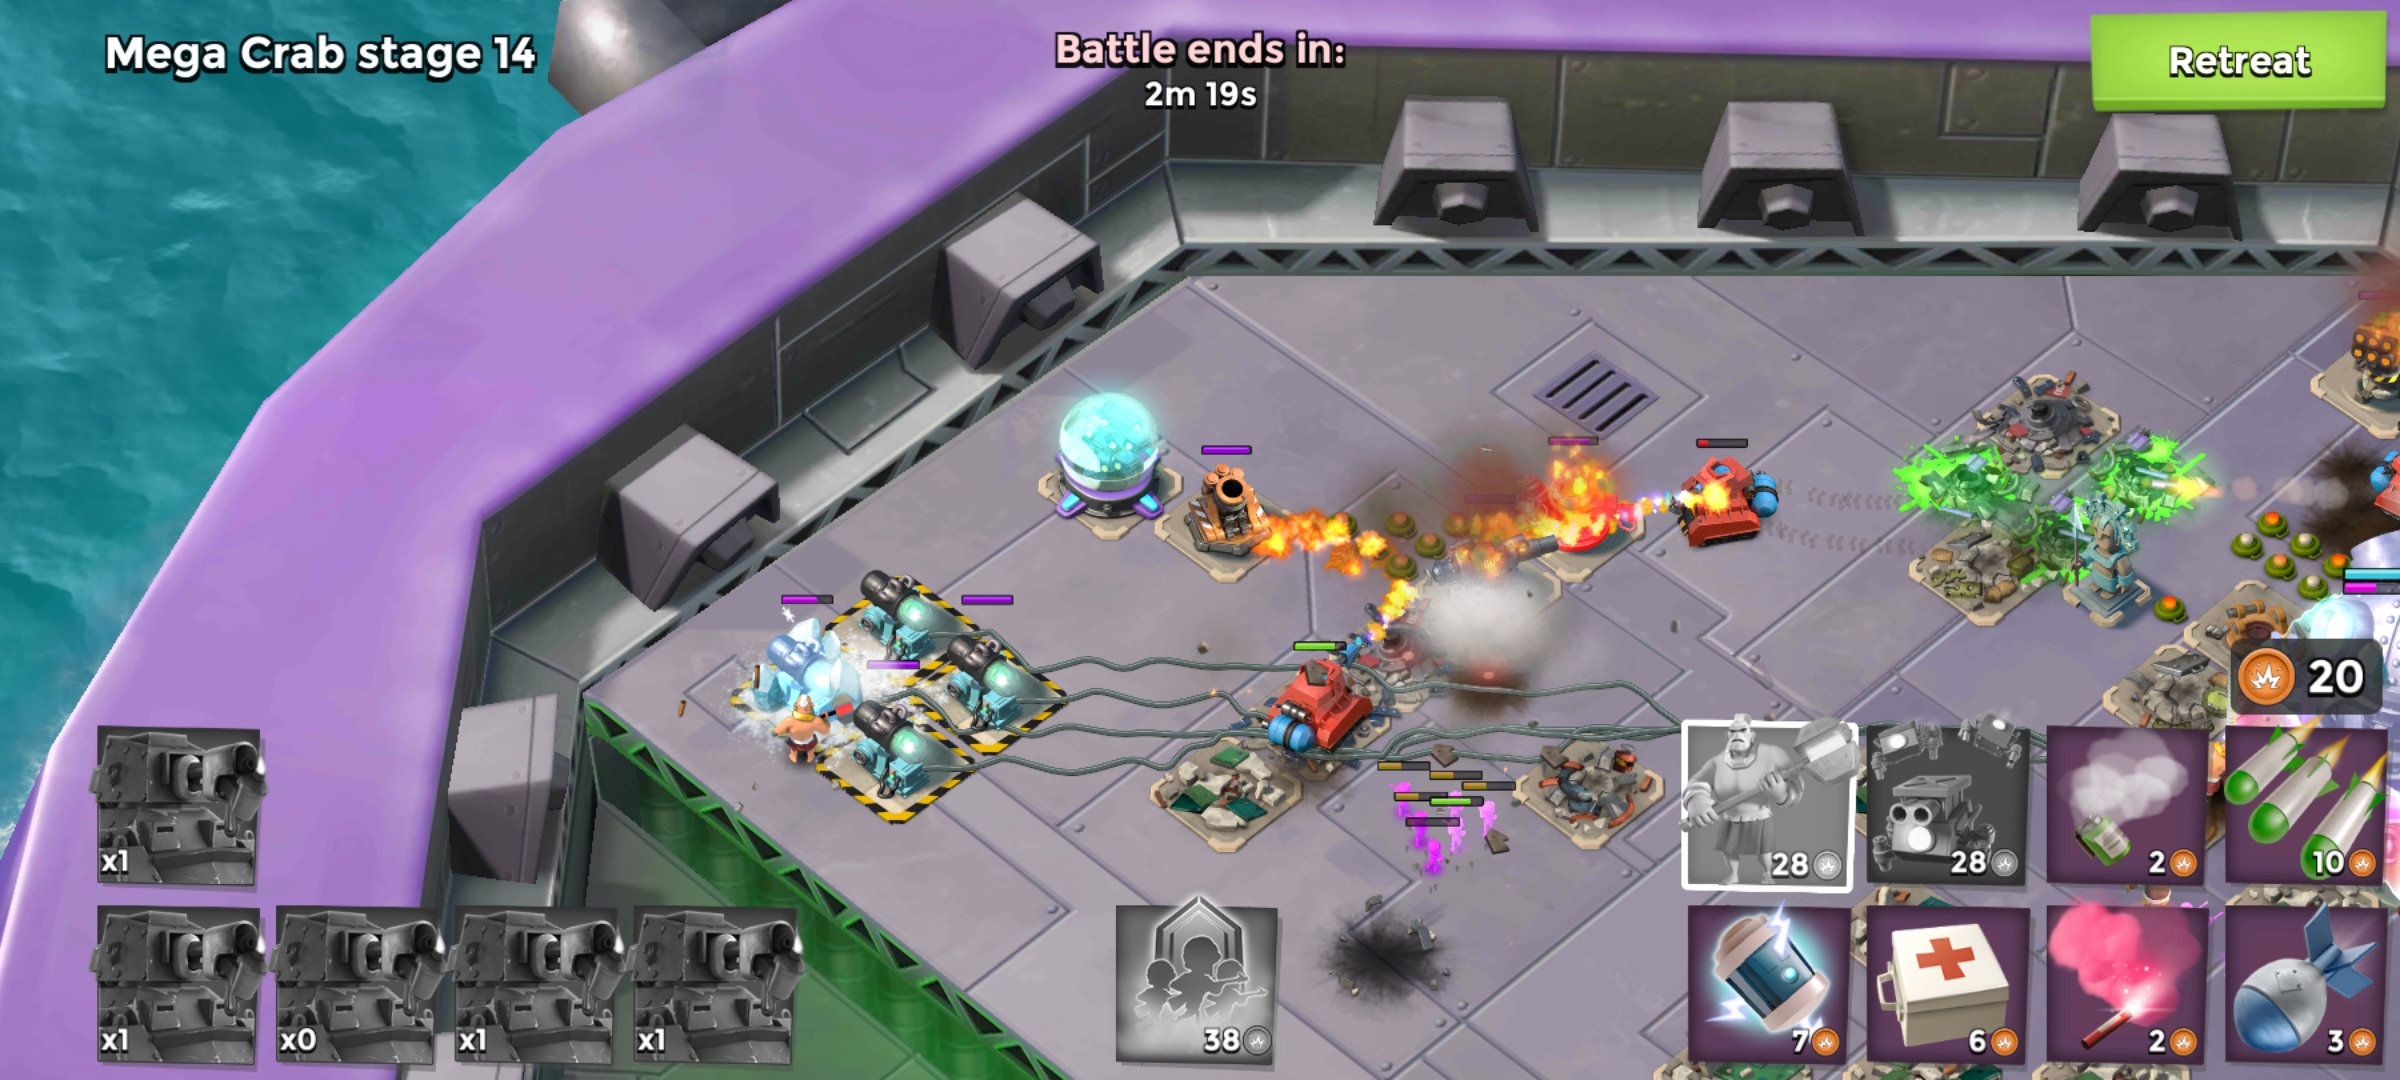 Mega Crab stage 14
Battle ends in:
2m 19s
Retreat
20
x1
28
28
2
10
x1
x0
x1
x1
38
7
6
2
3